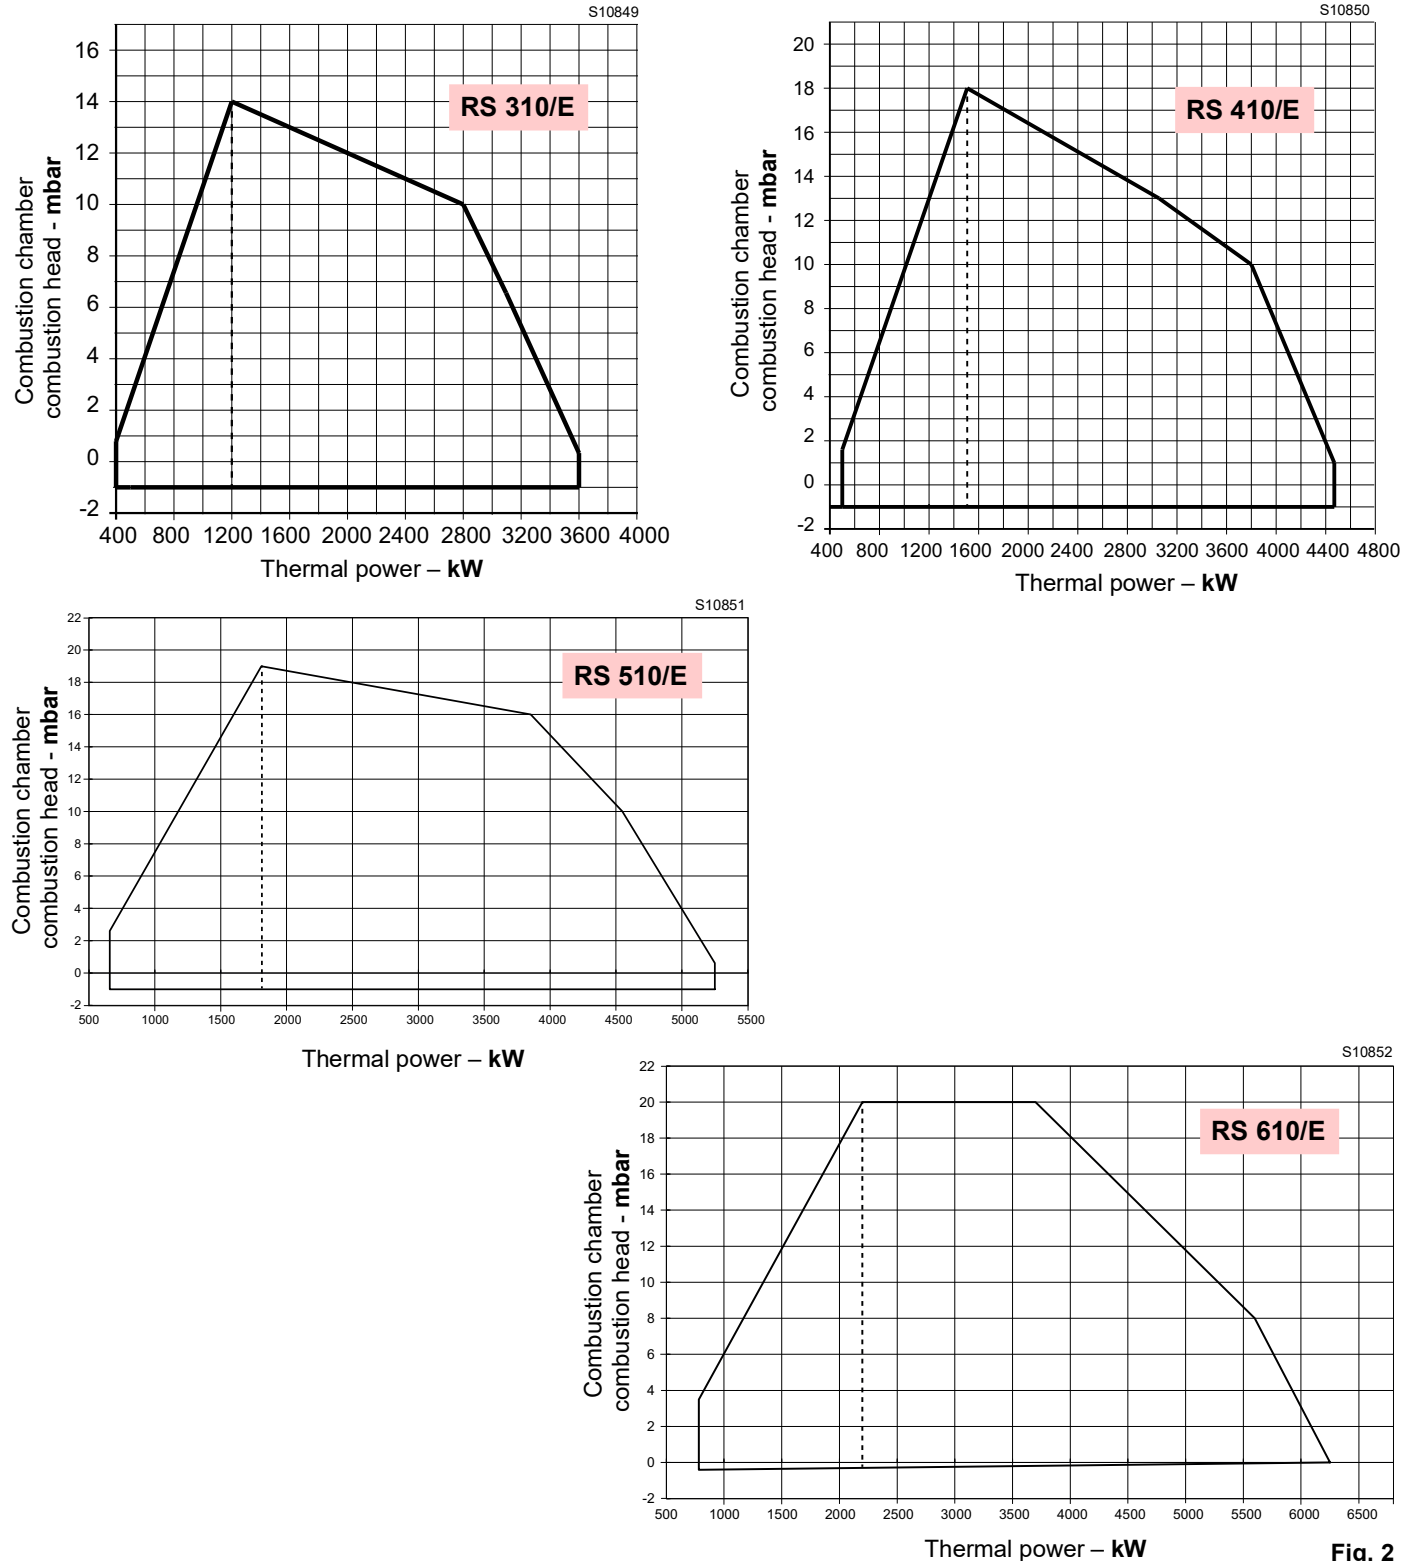 S10849
16
14
12
10
8
6
4
2
0
-2
RS 310/E
Combustion chamber
combustion head - mbar
400 800 1200 1600 2000 2400 2800 3200 3600 4000
Thermal power – kW
S10850
20
18
16
14
12
10
8
6
4
2
0
-2
RS 410/E
Combustion chamber
combustion head - mbar
400 800 1200 1600 2000 2400 2800 3200 3600 4000 4400 4800
Thermal power – kW
S10851
22
20
18
16
14
12
10
8
6
4
2
0
-2
RS 510/E
Combustion chamber
combustion head - mbar
500 1000 1500 2000 2500 3000 3500 4000 4500 5000 5500
Thermal power – kW
S10852
22
20
18
16
14
12
10
8
6
4
2
0
-2
RS 610/E
Combustion chamber
combustion head - mbar
500 1000 2000 2500 3000 3500 4000 4500 5000 5500 6000 6500
Thermal power – kW
Fig. 2